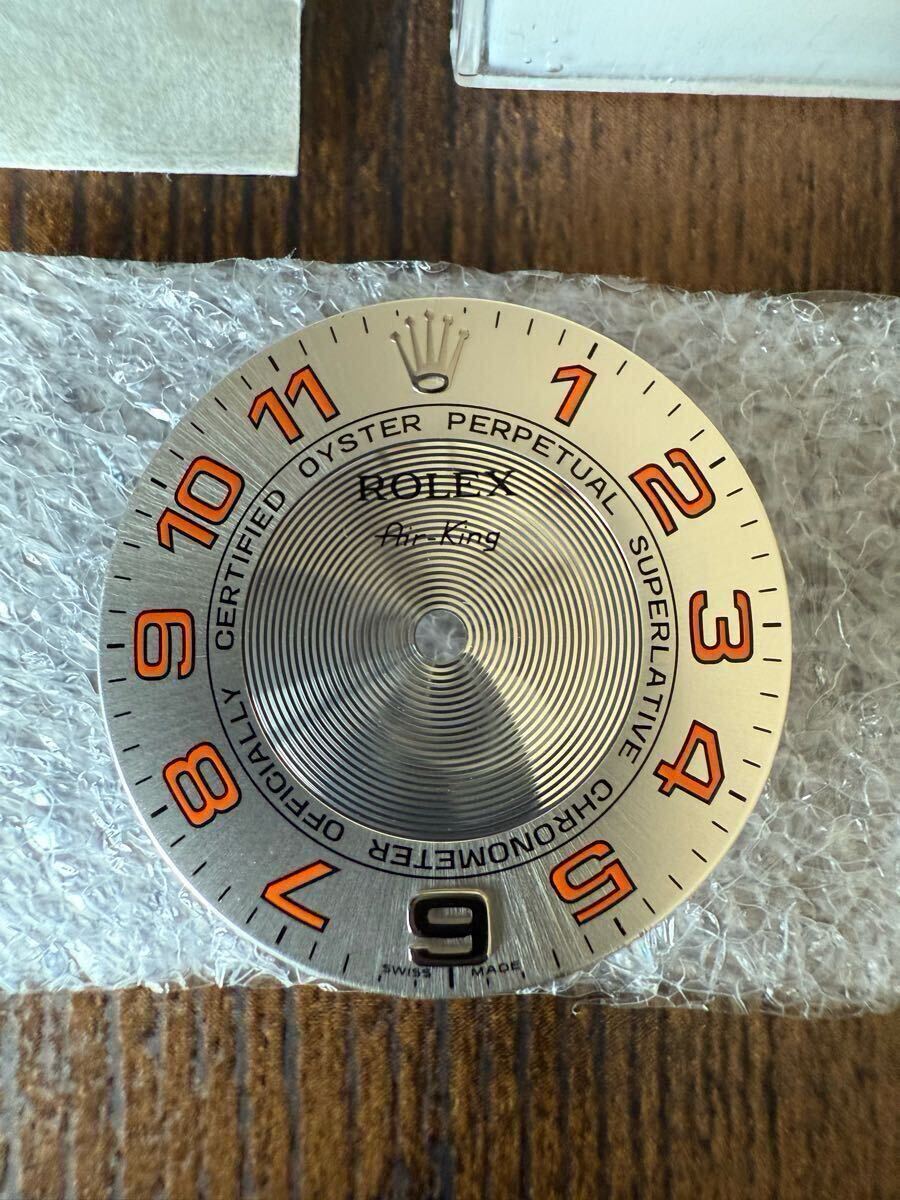 OYSTER PERPETUAL
SUPERLATIVE CHRONOMETER
OFFICIALLY CERTIFIED
ROLEX
Air-King
1
2
3
4
5
6
7
8
9
10
11
SWISS MADE